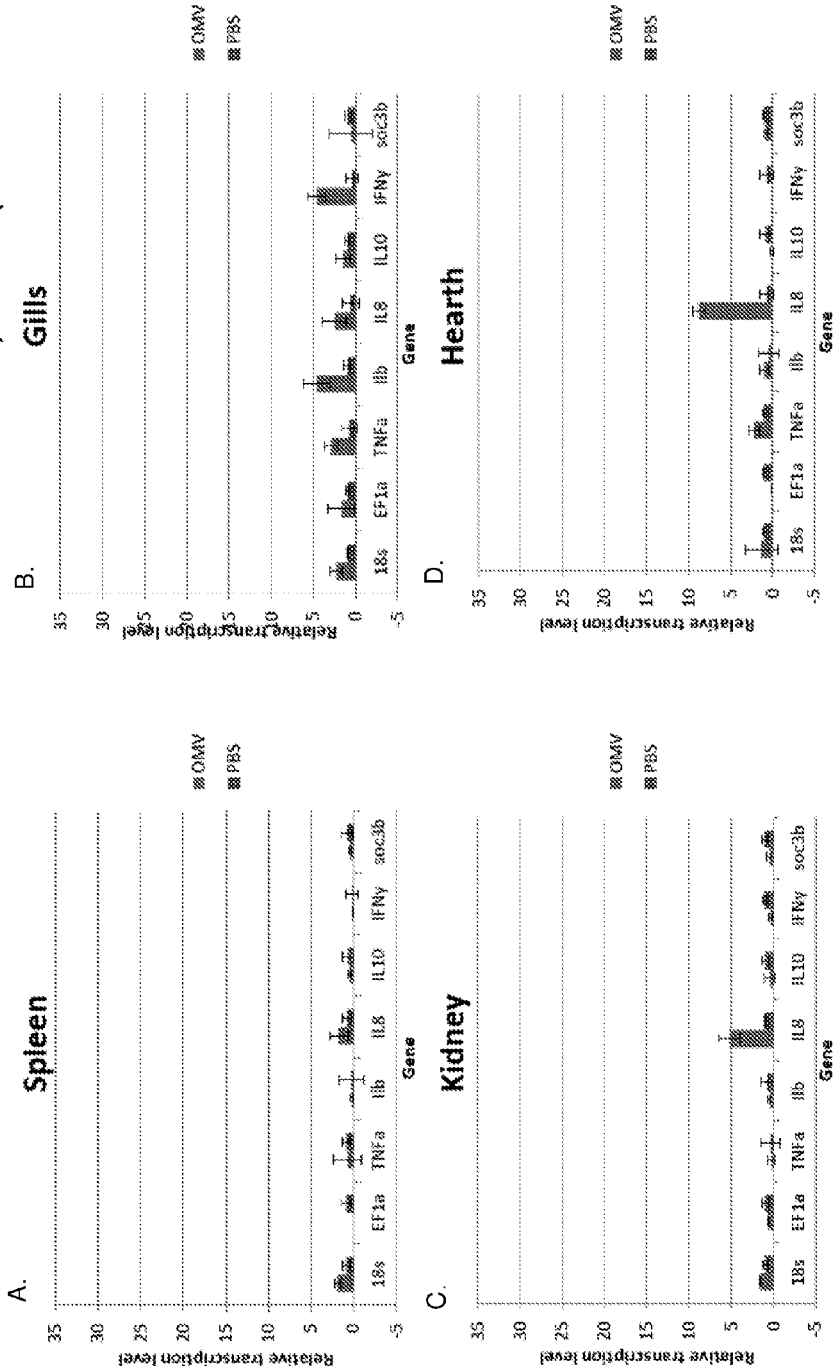 A.
Spleen
Relative transcription level
35
30
25
20
15
10
5
0
-5
18s EF1a TNFa IIb IL8 IL10 IFNγ soc3b
Gene
OMV
PBS
B.
Gills
Relative transcription level
35
30
25
20
15
10
5
0
-5
18s EF1a TNFa IIb IL8 IL10 IFNγ soc3b
Gene
OMV
PBS
C.
Kidney
Relative transcription level
35
30
25
20
15
10
5
0
-5
18s EF1a TNFa IIb IL8 IL10 IFNγ soc3b
Gene
OMV
PBS
D.
Hearth
Relative transcription level
35
30
25
20
15
10
5
0
-5
18s EF1a TNFa IIb IL8 IL10 IFNγ soc3b
Gene
OMV
PBS